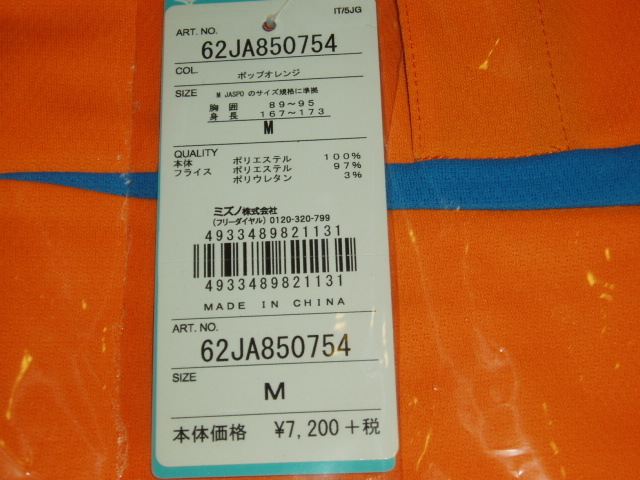 IT/5JG
ART. NO.
62JA850754
COL.
ポップオレンジ
SIZE M JASPO のサイズ規格に準拠
胸囲 89～95
身長 167～173
M
QUALITY
本体 ポリエステル 100%
フライス ポリエステル 97%
ポリウレタン 3%
ミズノ株式会社
(フリーダイヤル) 0120-320-799
4933489821131
4933489821131
MADE IN CHINA
ART. NO.
62JA850754
SIZE
M
本体価格 ¥7,200 +税